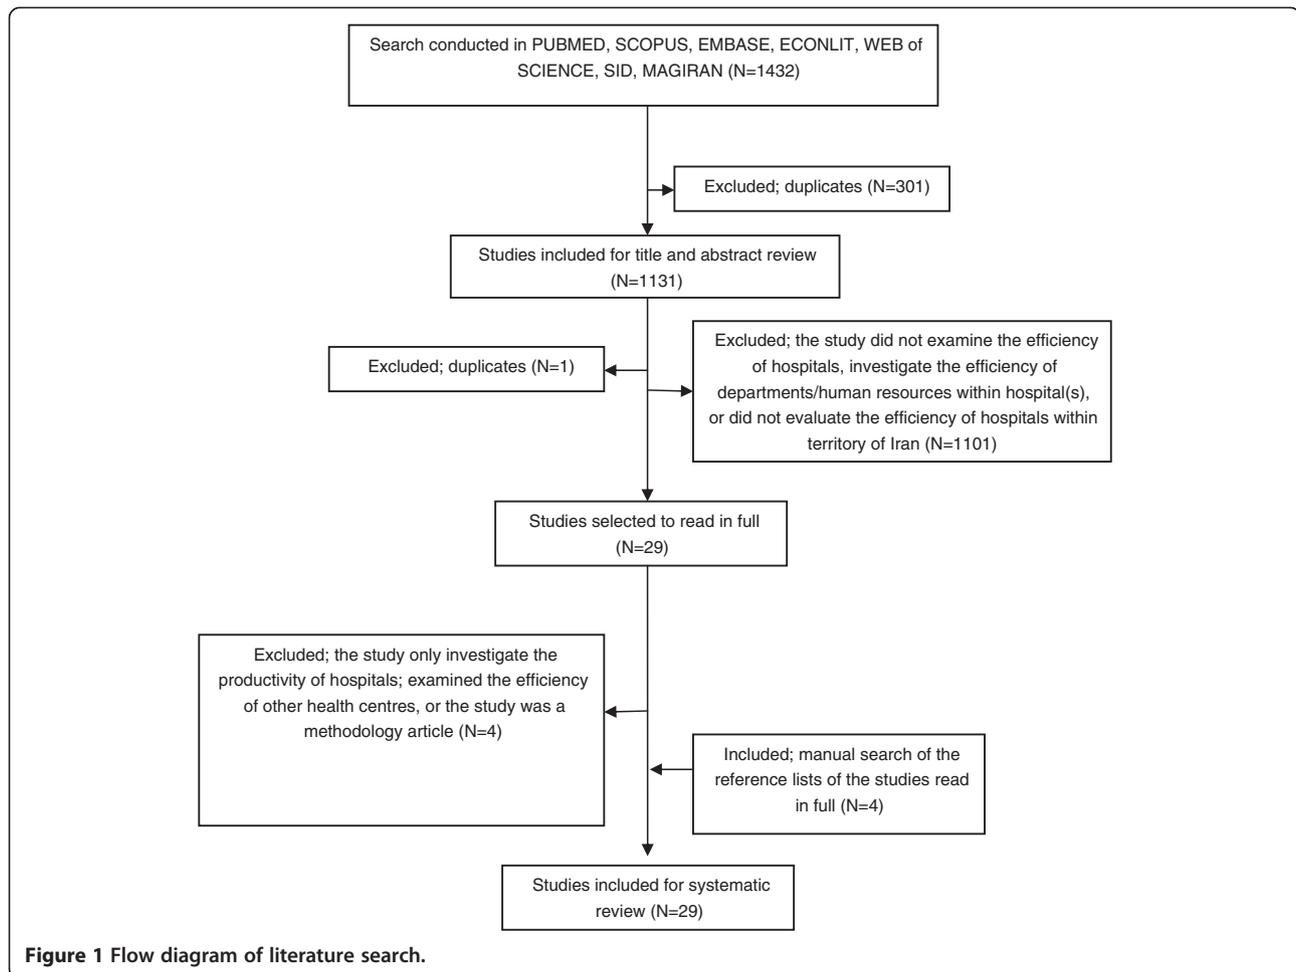 Search conducted in PUBMED, SCOPUS, EMBASE, ECONLIT, WEB of
SCIENCE, SID, MAGIRAN (N=1432)
Excluded; duplicates (N=301)
Studies included for title and abstract review
(N=1131)
Excluded; duplicates (N=1)
Excluded; the study did not examine the efficiency
of hospitals, investigate the efficiency of
departments/human resources within hospital(s),
or did not evaluate the efficiency of hospitals within
territory of Iran (N=1101)
Studies selected to read in full
(N=29)
Excluded; the study only investigate the
productivity of hospitals; examined the efficiency
of other health centres, or the study was a
methodology article (N=4)
Included; manual search of the
reference lists of the studies read
in full (N=4)
Studies included for systematic
review (N=29)
Figure 1 Flow diagram of literature search.